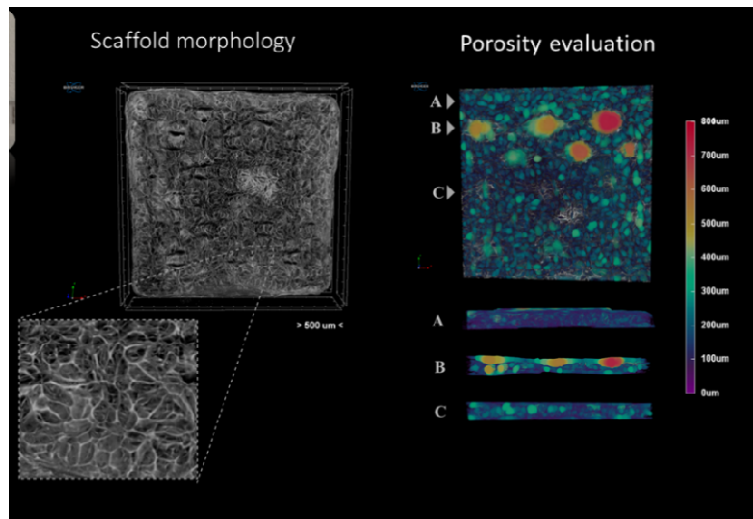 Scaffold morphology
Porosity evaluation
A
B
C
> 500 um <
A
B
C
800um
700um
600um
500um
400um
300um
200um
100um
0um